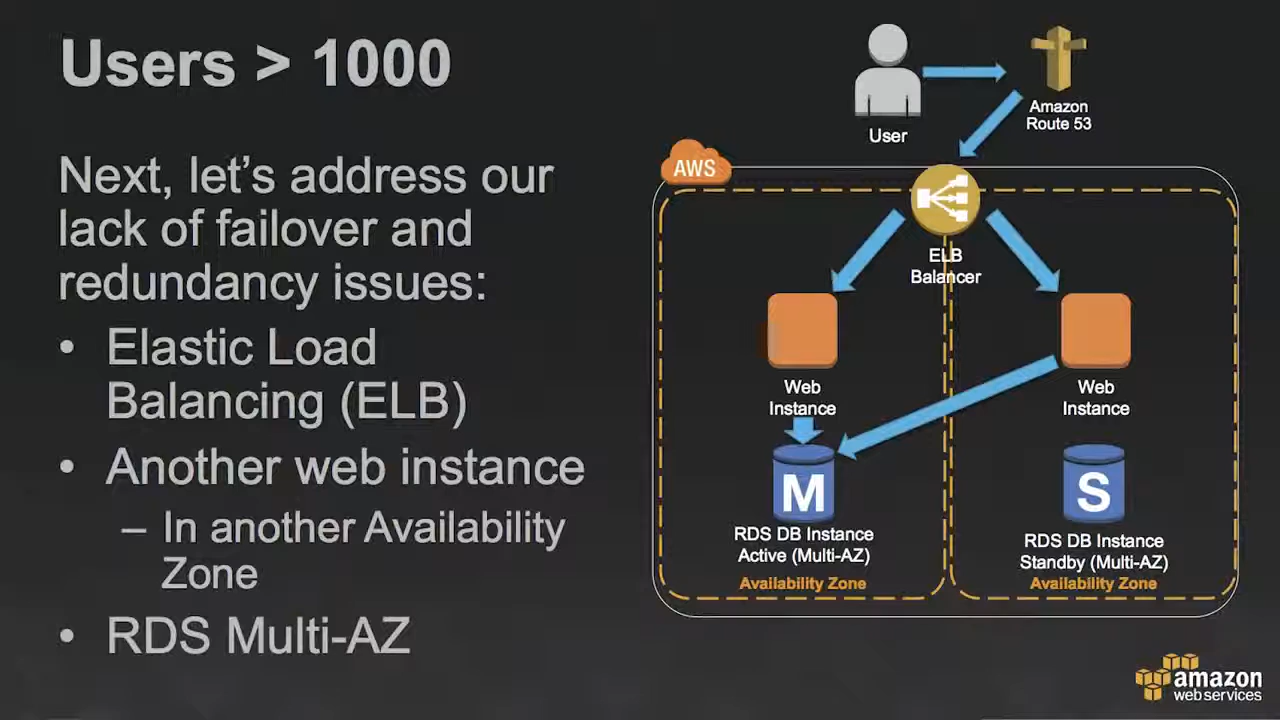 Users > 1000
Next, let's address our
lack of failover and
redundancy issues:
• Elastic Load
Balancing (ELB)
• Another web instance
– In another Availability
Zone
• RDS Multi-AZ
User
Amazon
Route 53
AWS
ELB
Balancer
Web
Instance
Web
Instance
M
RDS DB Instance
Active (Multi-AZ)
Availability Zone
S
RDS DB Instance
Standby (Multi-AZ)
Availability Zone
amazon
web services